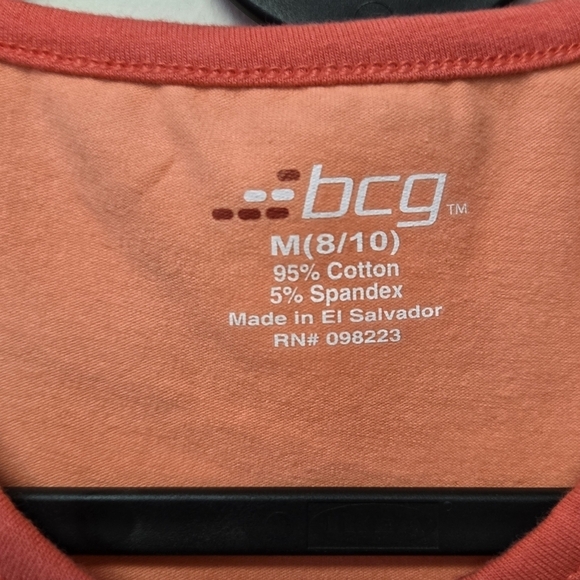 bcg™
M(8/10)
95% Cotton
5% Spandex
Made in El Salvador
RN# 098223